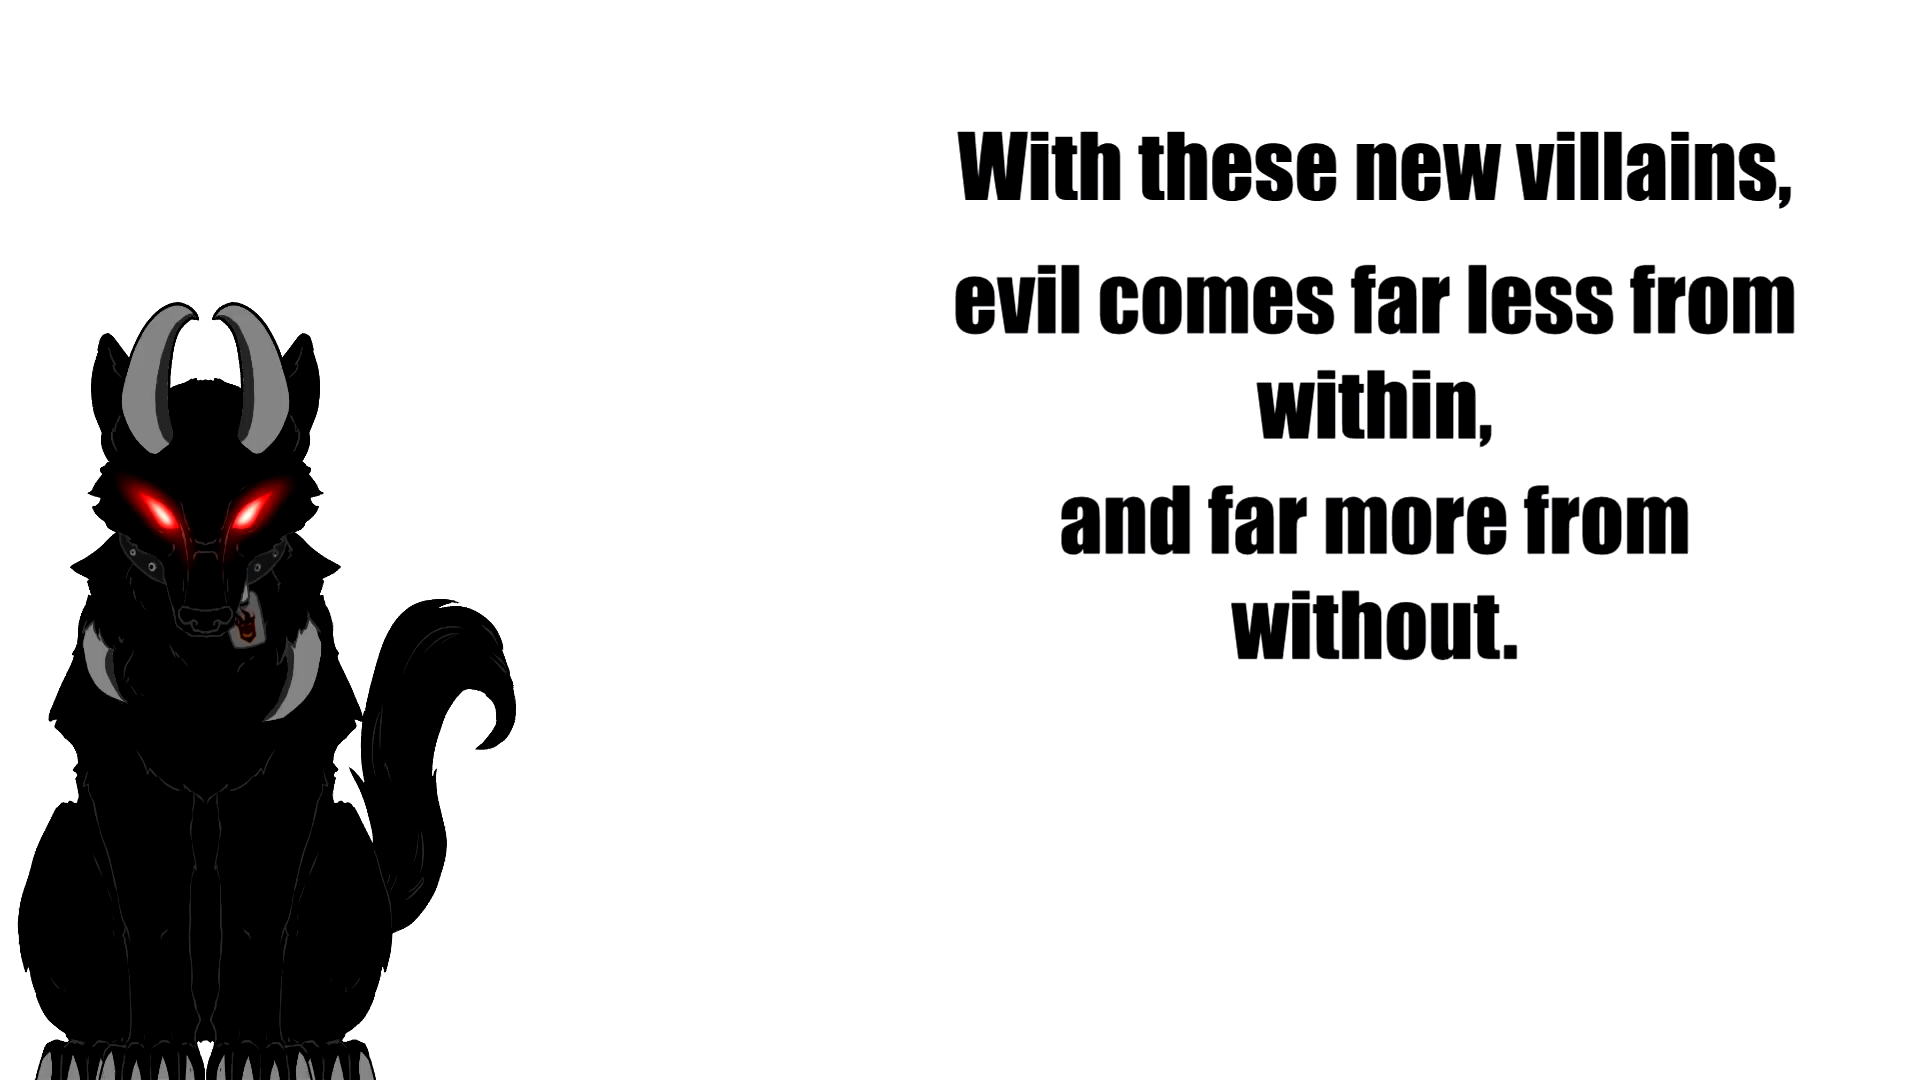 With these new villains,
evil comes far less from
within,
and far more from
without.